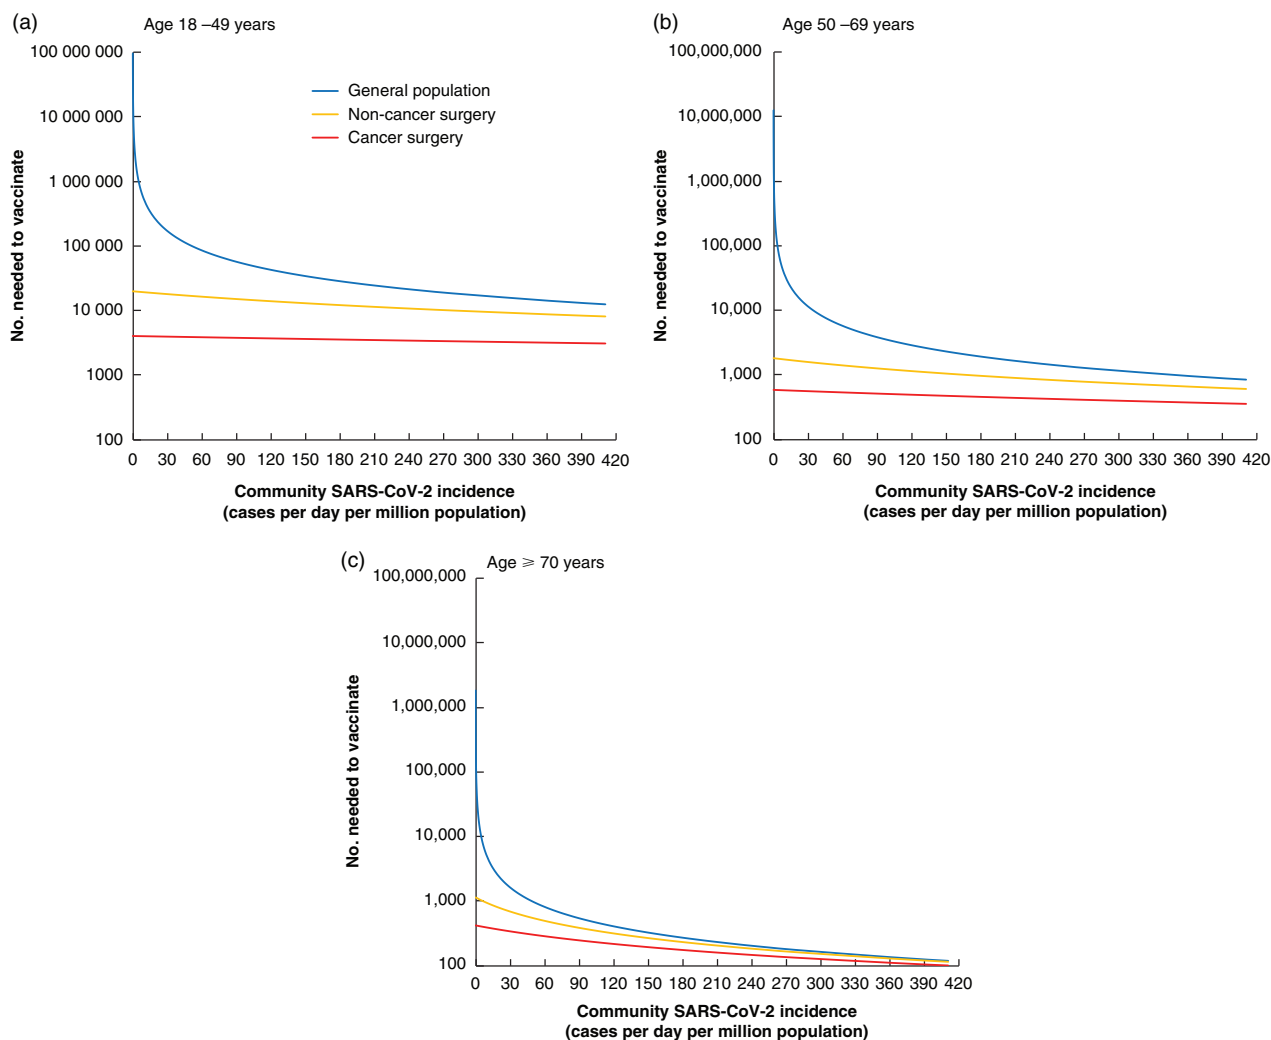 (a)
Age 18 –49 years
100 000 000
10 000 000
1 000 000
100 000
10 000
1000
100
No. needed to vaccinate
General population
Non-cancer surgery
Cancer surgery
0 30 60 90 120 150 180 210 240 270 300 330 360 390 420
Community SARS-CoV-2 incidence
(cases per day per million population)
(b)
Age 50 –69 years
100,000,000
10,000,000
1,000,000
100,000
10,000
1,000
100
No. needed to vaccinate
0 30 60 90 120 150 180 210 240 270 300 330 360 390 420
Community SARS-CoV-2 incidence
(cases per day per million population)
(c)
Age ⩾ 70 years
100,000,000
10,000,000
1,000,000
100,000
10,000
1,000
100
No. needed to vaccinate
0 30 60 90 120 150 180 210 240 270 300 330 360 390 420
Community SARS-CoV-2 incidence
(cases per day per million population)